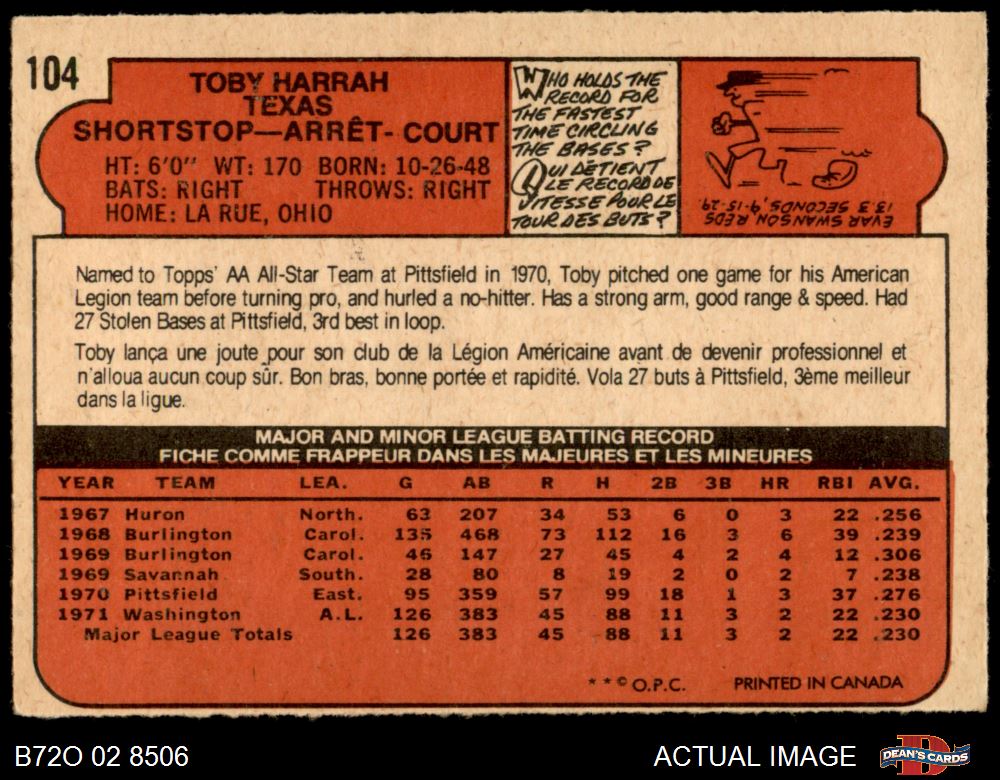 104
TOBY HARRAH
TEXAS
SHORTSTOP—ARRÊT- COURT
HT: 6'0" WT: 170 BORN: 10-26-48
BATS: RIGHT THROWS: RIGHT
HOME: LA RUE, OHIO
WHO HOLDS THE
RECORD FOR
THE FASTEST
TIME CIRCLING
THE BASES?
QUI DÉTIENT
LE RECORD DE
VITESSE POUR LE
TOUR DES BUTS?
EVAR SWANSON, REDS
13.3 SECONDS, 9-15-29.
Named to Topps' AA All-Star Team at Pittsfield in 1970, Toby pitched one game for his American
Legion team before turning pro, and hurled a no-hitter. Has a strong arm, good range & speed. Had
27 Stolen Bases at Pittsfield, 3rd best in loop.
Toby lança une joute pour son club de la Légion Américaine avant de devenir professionnel et
n'alloua aucun coup sûr. Bon bras, bonne portée et rapidité. Vola 27 buts à Pittsfield, 3ème meilleur
dans la ligue.
MAJOR AND MINOR LEAGUE BATTING RECORD
FICHE COMME FRAPPEUR DANS LES MAJEURES ET LES MINEURES
YEAR TEAM LEA. G AB R H 2B 3B HR RBI AVG.
1967 Huron North. 63 207 34 53 6 0 3 22 .256
1968 Burlington Carol. 135 468 73 112 16 3 6 39 .239
1969 Burlington Carol. 46 147 27 45 4 2 4 12 .306
1969 Savannah South. 28 80 8 19 2 0 2 7 .238
1970 Pittsfield East. 95 359 57 99 18 1 3 37 .276
1971 Washington A.L. 126 383 45 88 11 3 2 22 .230
Major League Totals 126 383 45 88 11 3 2 22 .230
* * © O.P.C. PRINTED IN CANADA
B72O 02 8506 ACTUAL IMAGE DEAN'S CARDS